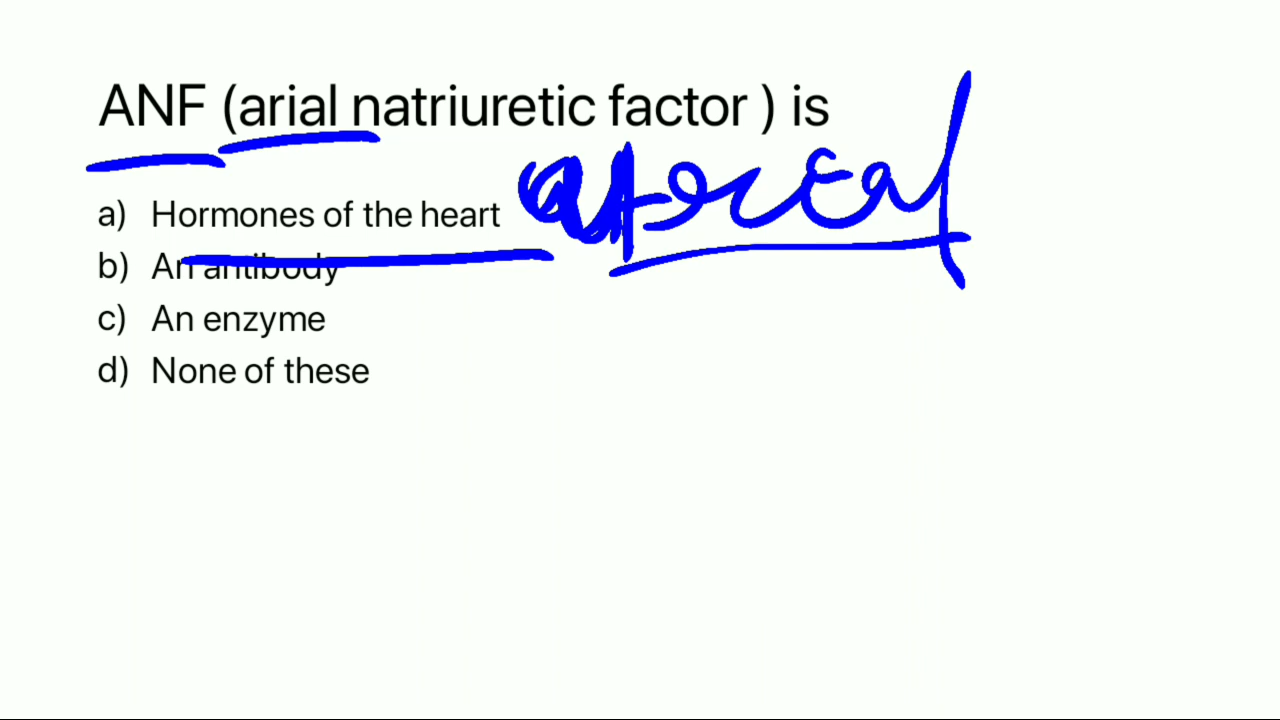 ANF (arial natriuretic factor ) is
atrial
a) Hormones of the heart
b) An antibody
c) An enzyme
d) None of these